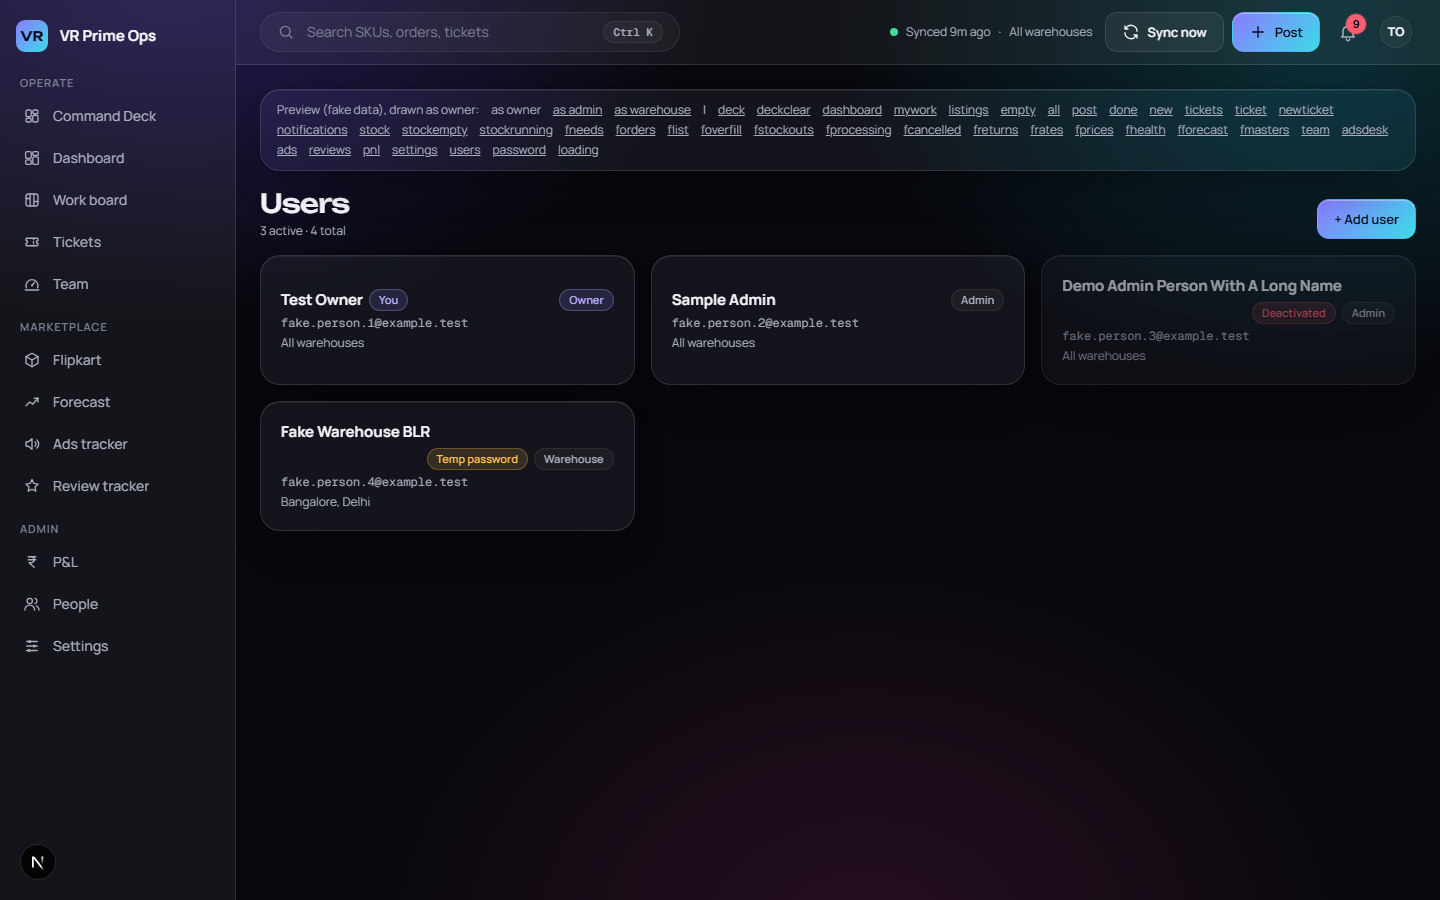 VR
VR Prime Ops
OPERATE
Command Deck
Dashboard
Work board
Tickets
Team
MARKETPLACE
Flipkart
Forecast
Ads tracker
Review tracker
ADMIN
P&L
People
Settings
N
Search SKUs, orders, tickets
Ctrl K
Synced 9m ago · All warehouses
Sync now
+ Post
9
TO
Preview (fake data), drawn as owner: as owner as admin as warehouse | deck deckclear dashboard mywork listings empty all post done new tickets ticket newticket
notifications stock stockempty stockrunning fneeds forders flist foverfill fstockouts fprocessing fcancelled freturns frates fprices fhealth fforecast fmasters team adsdesk
ads reviews pnl settings users password loading
Users
3 active · 4 total
+ Add user
Test Owner You Owner
fake.person.1@example.test
All warehouses
Sample Admin Admin
fake.person.2@example.test
All warehouses
Demo Admin Person With A Long Name
Deactivated Admin
fake.person.3@example.test
All warehouses
Fake Warehouse BLR
Temp password Warehouse
fake.person.4@example.test
Bangalore, Delhi